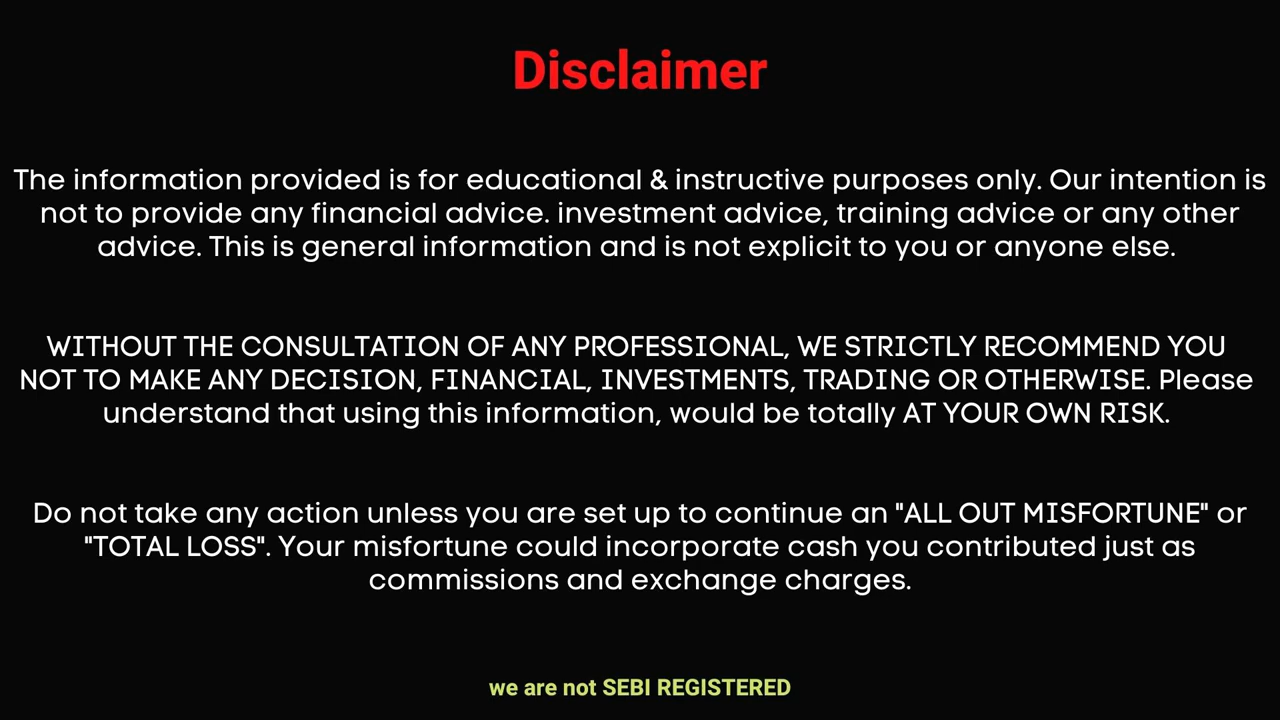 Disclaimer
The information provided is for educational & instructive purposes only. Our intention is
not to provide any financial advice. investment advice, training advice or any other
advice. This is general information and is not explicit to you or anyone else.
WITHOUT THE CONSULTATION OF ANY PROFESSIONAL, WE STRICTLY RECOMMEND YOU
NOT TO MAKE ANY DECISION, FINANCIAL, INVESTMENTS, TRADING OR OTHERWISE. Please
understand that using this information, would be totally AT YOUR OWN RISK.
Do not take any action unless you are set up to continue an "ALL OUT MISFORTUNE" or
"TOTAL LOSS". Your misfortune could incorporate cash you contributed just as
commissions and exchange charges.
we are not SEBI REGISTERED